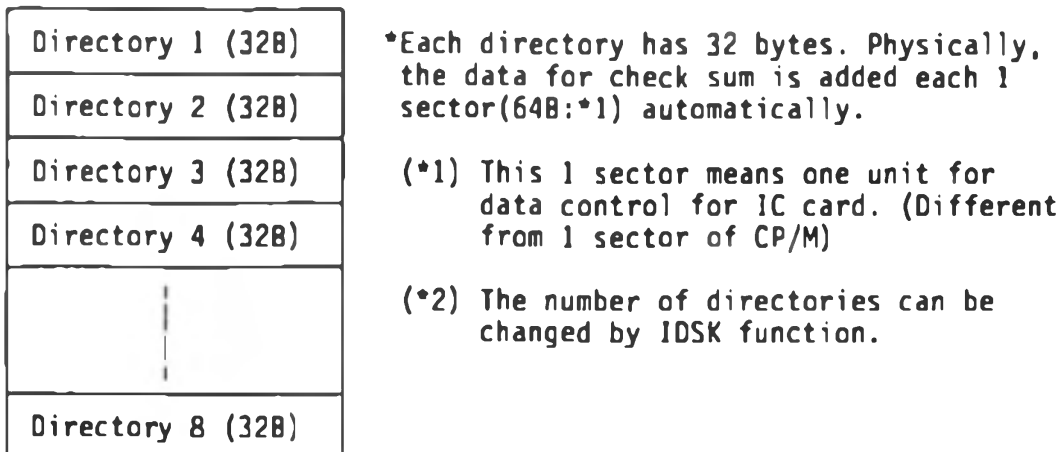 Directory 1 (32B)
Directory 2 (32B)
Directory 3 (32B)
Directory 4 (32B)
Directory 8 (32B)
*Each directory has 32 bytes. Physically,
the data for check sum is added each 1
sector(64B:*1) automatically.
(*1) This 1 sector means one unit for
data control for IC card. (Different
from 1 sector of CP/M)
(*2) The number of directories can be
changed by IDSK function.